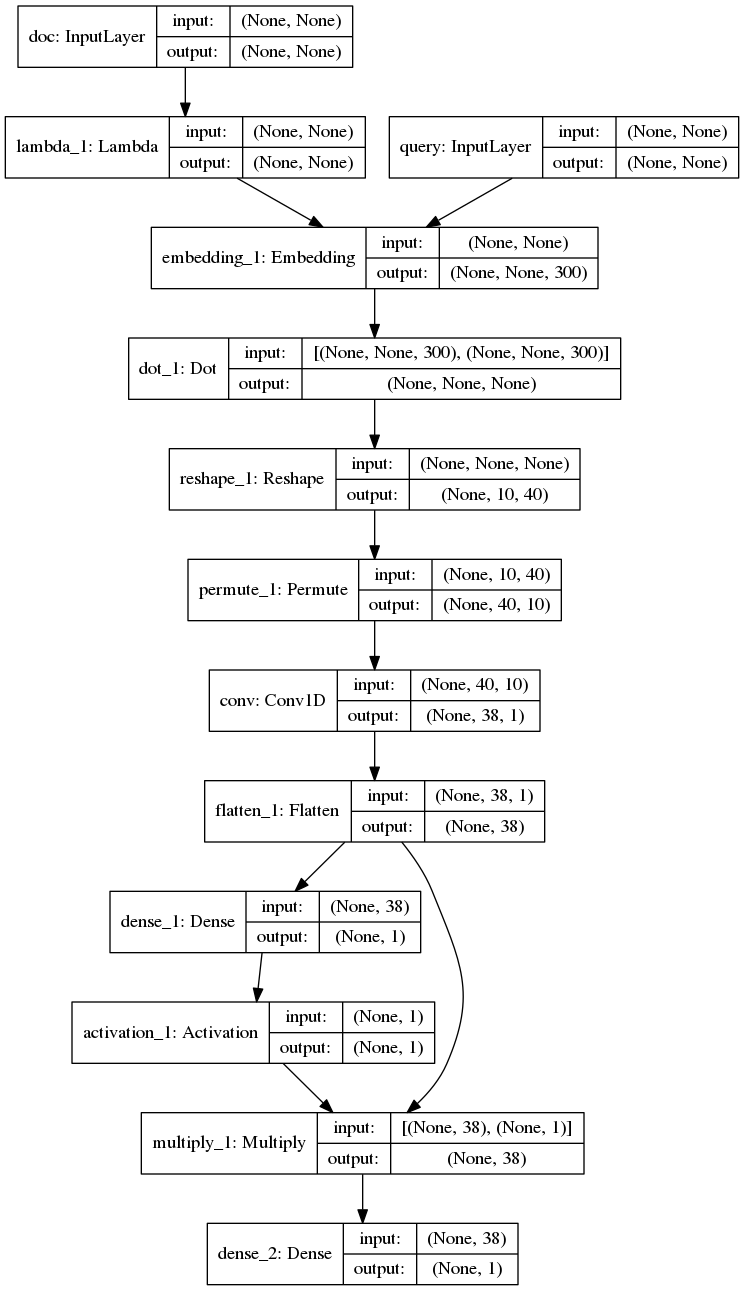 doc: InputLayer
input: (None, None)
output: (None, None)
lambda_1: Lambda
input: (None, None)
output: (None, None)
query: InputLayer
input: (None, None)
output: (None, None)
embedding_1: Embedding
input: (None, None)
output: (None, None, 300)
dot_1: Dot
input: [(None, None, 300), (None, None, 300)]
output: (None, None, None)
reshape_1: Reshape
input: (None, None, None)
output: (None, 10, 40)
permute_1: Permute
input: (None, 10, 40)
output: (None, 40, 10)
conv: Conv1D
input: (None, 40, 10)
output: (None, 38, 1)
flatten_1: Flatten
input: (None, 38, 1)
output: (None, 38)
dense_1: Dense
input: (None, 38)
output: (None, 1)
activation_1: Activation
input: (None, 1)
output: (None, 1)
multiply_1: Multiply
input: [(None, 38), (None, 1)]
output: (None, 38)
dense_2: Dense
input: (None, 38)
output: (None, 1)